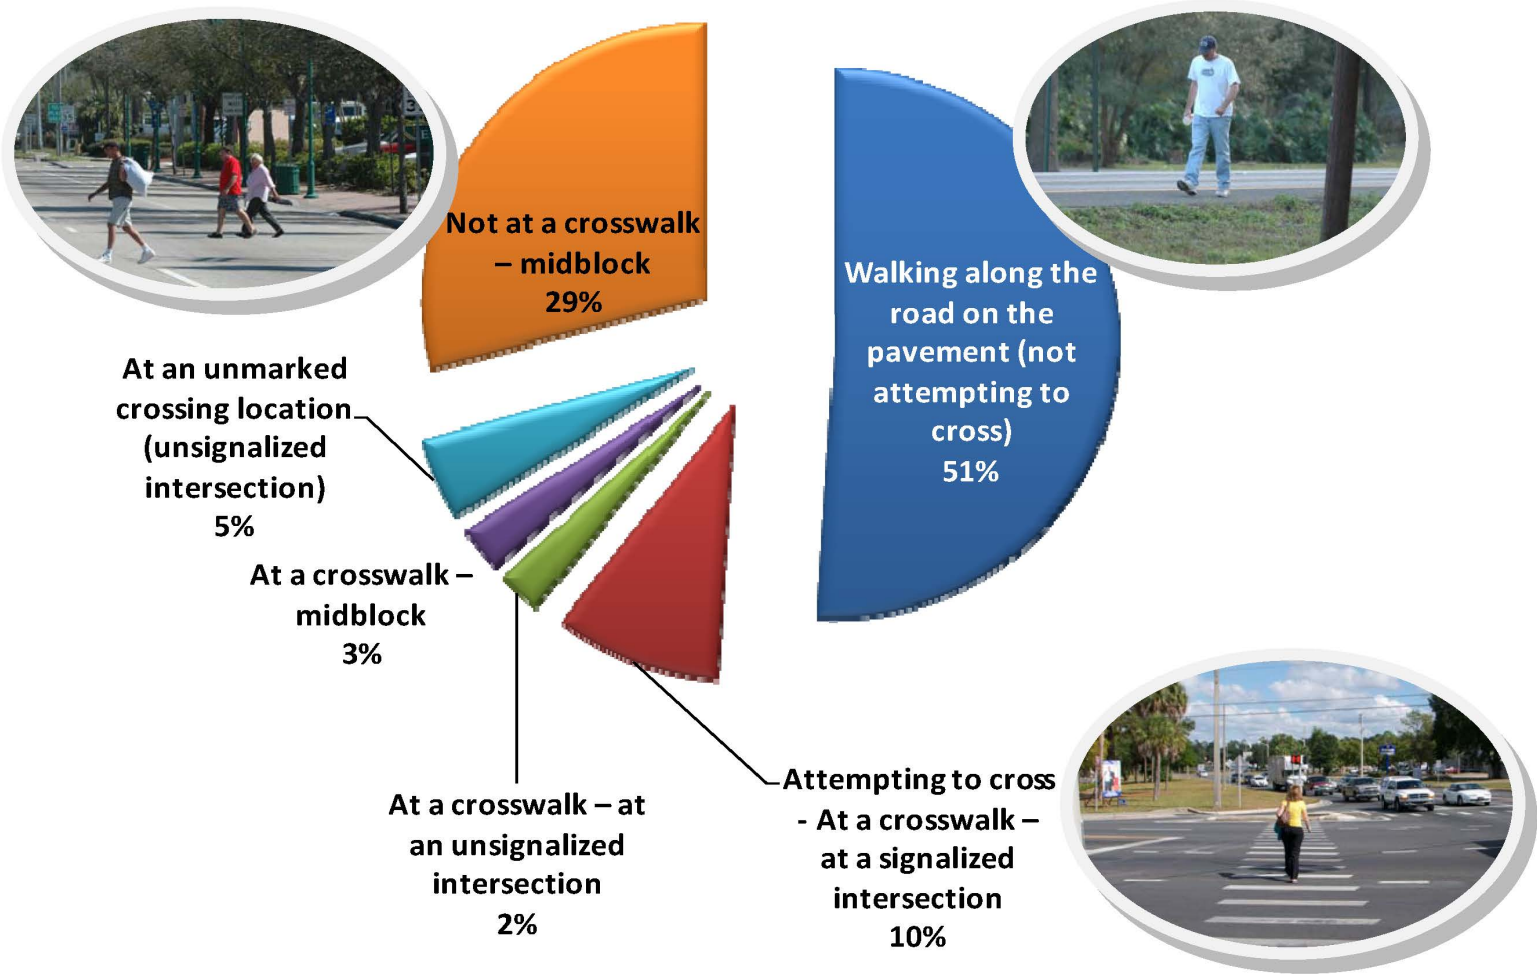 Not at a crosswalk
– midblock
29%
Walking along the
road on the
pavement (not
attempting to
cross)
51%
At an unmarked
crossing location
(unsignalized
intersection)
5%
At a crosswalk –
midblock
3%
At a crosswalk – at
an unsignalized
intersection
2%
Attempting to cross
- At a crosswalk –
at a signalized
intersection
10%